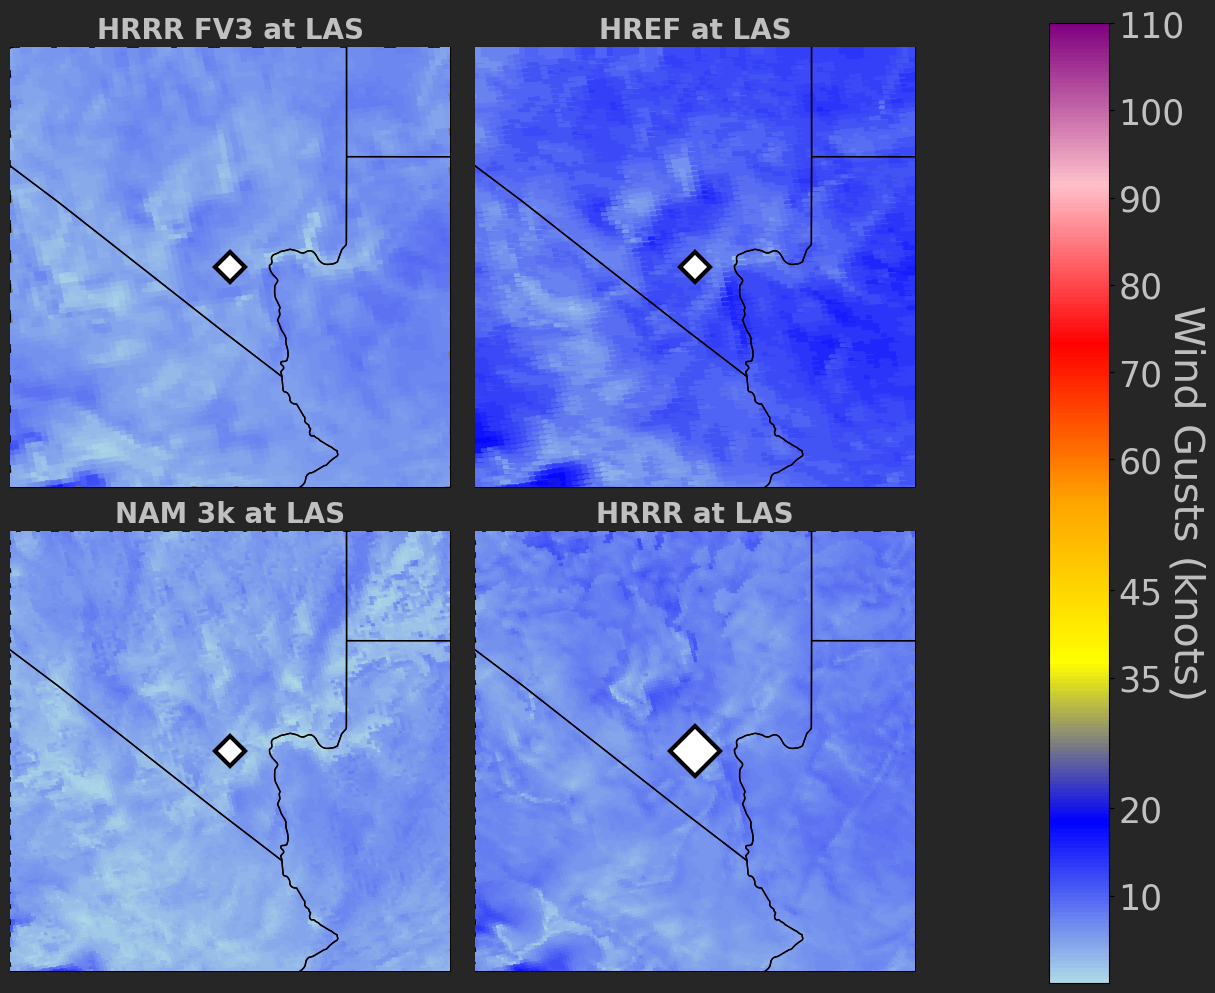 HRRR FV3 at LAS
HREF at LAS
NAM 3k at LAS
HRRR at LAS
110
100
90
80
70
60
45
35
20
10
Wind Gusts (knots)